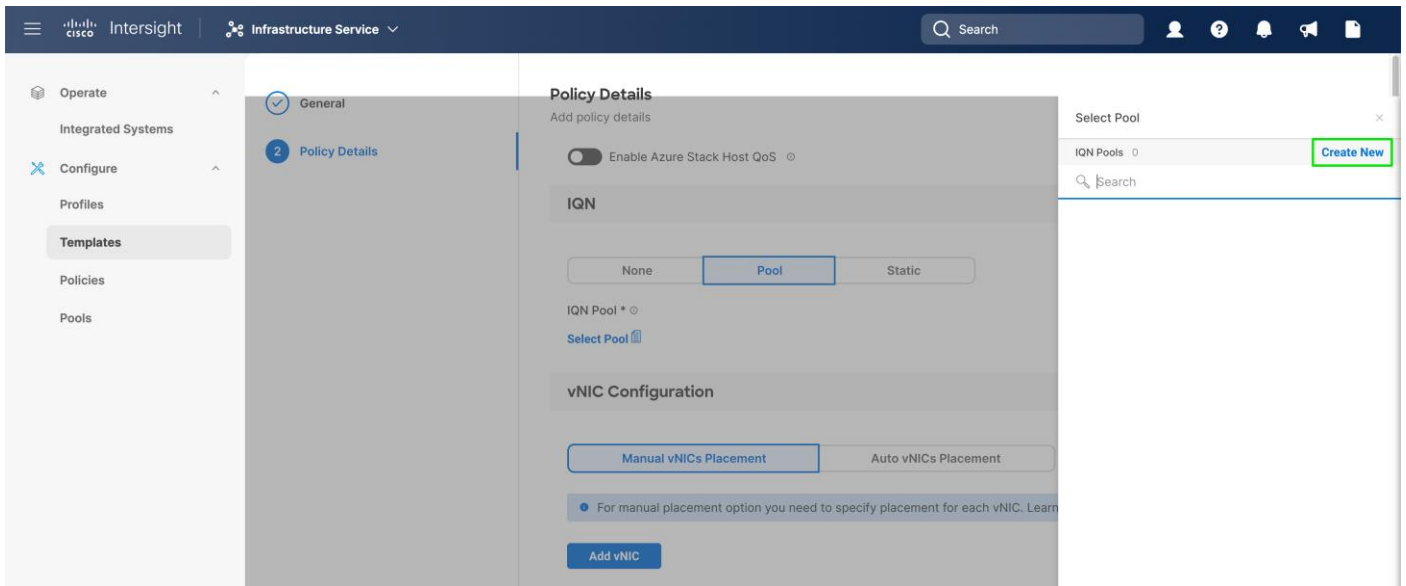 CISCO Intersight Infrastructure Service Search
Operate
Integrated Systems
Configure
Profiles
Templates
Policies
Pools
General
2 Policy Details
Policy Details
Add policy details
Enable Azure Stack Host QoS
IQN
None Pool Static
IQN Pool *
Select Pool
vNIC Configuration
Manual vNICs Placement Auto vNICs Placement
For manual placement option you need to specify placement for each vNIC. Learn
Add vNIC
Select Pool
IQN Pools 0 Create New
Search